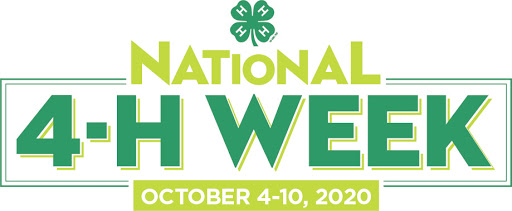 H H
H H
NATIONAL
4-H WEEK
OCTOBER 4-10, 2020